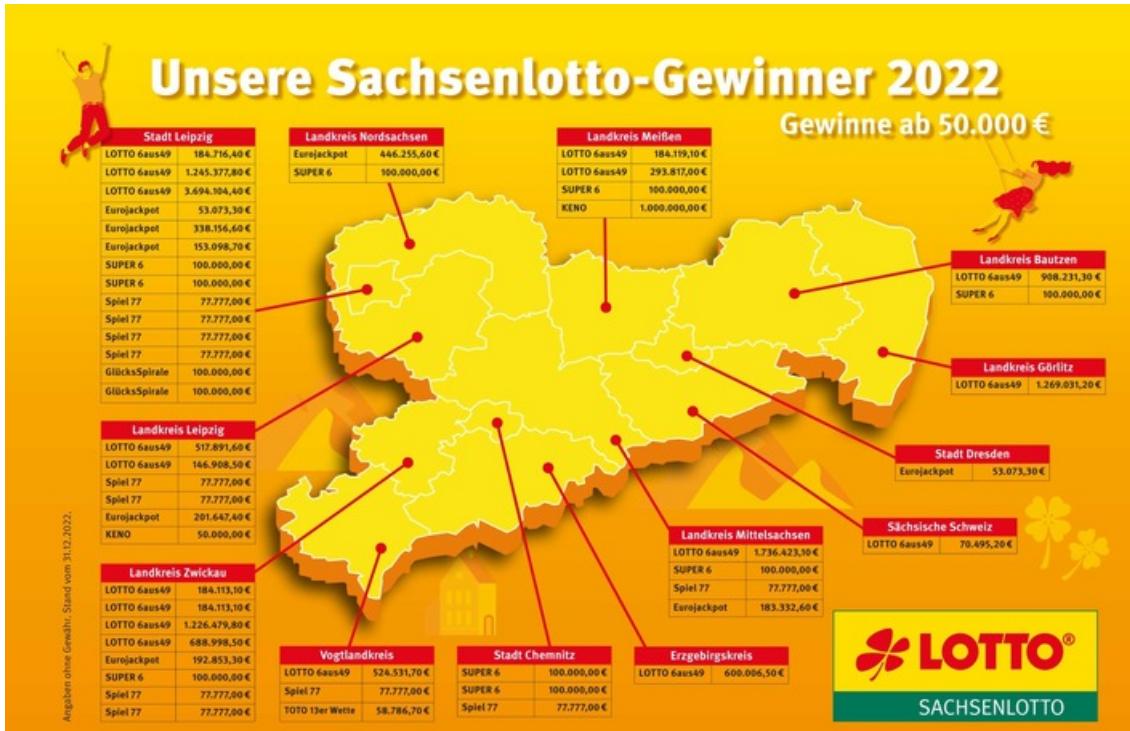 Unsere Sachsenlotto-Gewinner 2022
Gewinne ab 50.000 €
Stadt Leipzig
LOTTO 6aus49 184.716,40 €
LOTTO 6aus49 1.245.377,80 €
LOTTO 6aus49 3.694.104,40 €
Eurojackpot 53.073,30 €
Eurojackpot 338.156,60 €
Eurojackpot 153.098,70 €
SUPER 6 100.000,00 €
SUPER 6 100.000,00 €
Spiel 77 77.777,00 €
Spiel 77 77.777,00 €
Spiel 77 77.777,00 €
Spiel 77 77.777,00 €
GlücksSpirale 100.000,00 €
GlücksSpirale 100.000,00 €
Landkreis Nordsachsen
Eurojackpot 446.255,60 €
SUPER 6 100.000,00 €
Landkreis Meißen
LOTTO 6aus49 184.119,10 €
LOTTO 6aus49 293.817,00 €
SUPER 6 100.000,00 €
KENO 1.000.000,00 €
Landkreis Bautzen
LOTTO 6aus49 908.231,30 €
SUPER 6 100.000,00 €
Landkreis Görlitz
LOTTO 6aus49 1.269.031,20 €
Landkreis Leipzig
LOTTO 6aus49 517.891,60 €
LOTTO 6aus49 146.908,50 €
Spiel 77 77.777,00 €
Spiel 77 77.777,00 €
Eurojackpot 201.647,40 €
KENO 50.000,00 €
Stadt Dresden
Eurojackpot 53.073,30 €
Sächsische Schweiz
LOTTO 6aus49 70.495,20 €
Landkreis Mittelsachsen
LOTTO 6aus49 1.736.423,10 €
SUPER 6 100.000,00 €
Spiel 77 77.777,00 €
Eurojackpot 183.332,60 €
Landkreis Zwickau
LOTTO 6aus49 184.113,10 €
LOTTO 6aus49 184.113,10 €
LOTTO 6aus49 1.226.479,80 €
LOTTO 6aus49 688.998,50 €
Eurojackpot 192.853,30 €
SUPER 6 100.000,00 €
Spiel 77 77.777,00 €
Spiel 77 77.777,00 €
Vogtlandkreis
LOTTO 6aus49 524.531,70 €
Spiel 77 77.777,00 €
TOTO 13er Wette 58.786,70 €
Stadt Chemnitz
SUPER 6 100.000,00 €
SUPER 6 100.000,00 €
Spiel 77 77.777,00 €
Erzgebirgskreis
LOTTO 6aus49 600.006,50 €
Angaben ohne Gewähr. Stand vom 31.12.2022.
LOTTO®
SACHSENLOTTO